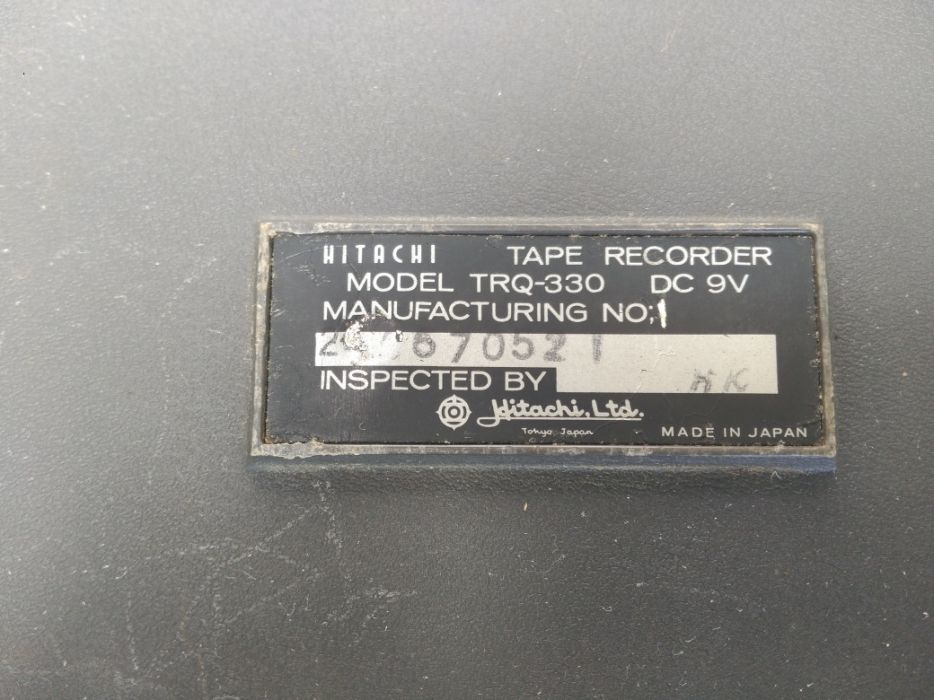 HITACHI TAPE RECORDER
MODEL TRQ-330 DC 9V
MANUFACTURING NO;
INSPECTED BY
Hitachi, Ltd.
Tokyo Japan
MADE IN JAPAN